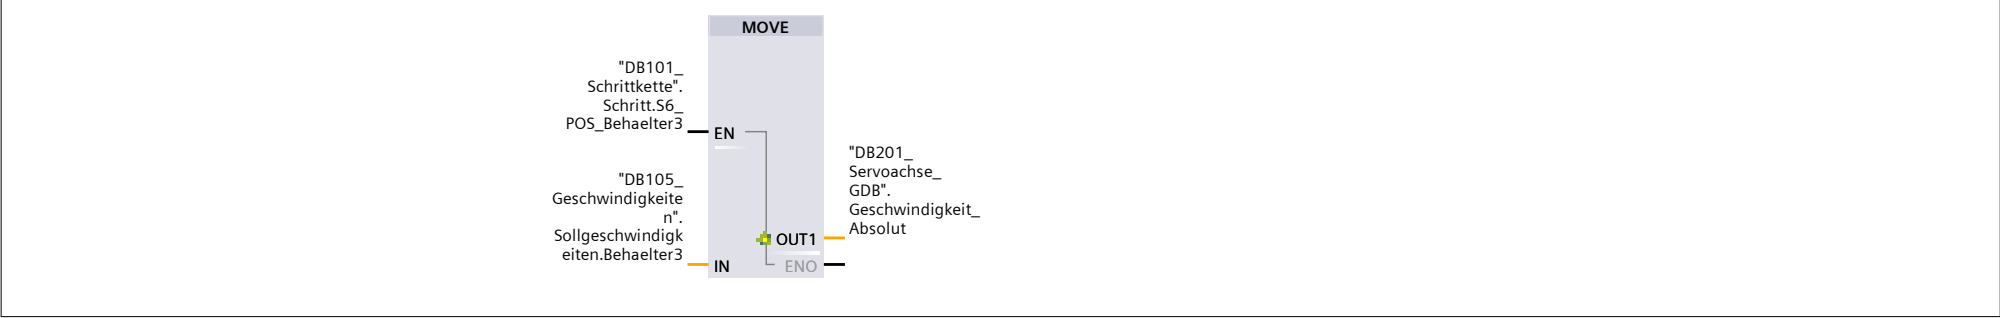 MOVE
"DB101_
Schrittkette".
Schritt.S6_
POS_Behaelter3
EN
"DB105_
Geschwindigkeite
n".
Sollgeschwindigk
eiten.Behaelter3
IN
"DB201_
Servoachse_
GDB".
Geschwindigkeit_
Absolut
OUT1
ENO